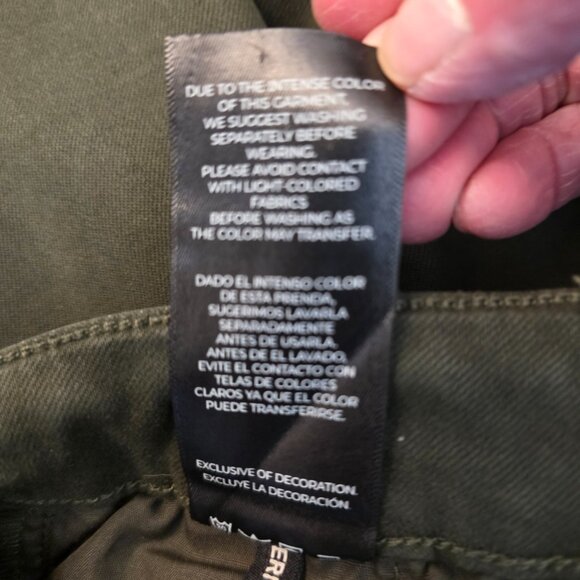 DUE TO THE INTENSE COLOR
OF THIS GARMENT,
WE SUGGEST WASHING
SEPARATELY BEFORE
WEARING.
PLEASE AVOID CONTACT
WITH LIGHT-COLORED
FABRICS
BEFORE WASHING AS
THE COLOR MAY TRANSFER.
DADO EL INTENSO COLOR
DE ESTA PRENDA,
SUGERIMOS LAVARLA
SEPARADAMENTE
ANTES DE USARLA.
ANTES DE EL LAVADO,
EVITE EL CONTACTO CON
TELAS DE COLORES
CLAROS YA QUE EL COLOR
PUEDE TRANSFERIRSE.
EXCLUSIVE OF DECORATION.
EXCLUYE LA DECORACIÓN.